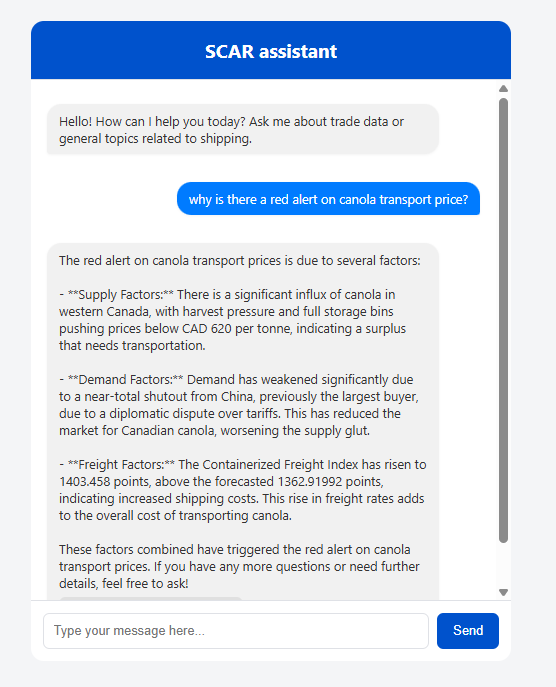 SCAR assistant
Hello! How can I help you today? Ask me about trade data or
general topics related to shipping.
why is there a red alert on canola transport price?
The red alert on canola transport prices is due to several factors:
- **Supply Factors:** There is a significant influx of canola in
western Canada, with harvest pressure and full storage bins
pushing prices below CAD 620 per tonne, indicating a surplus
that needs transportation.
- **Demand Factors:** Demand has weakened significantly due
to a near-total shutout from China, previously the largest buyer,
due to a diplomatic dispute over tariffs. This has reduced the
market for Canadian canola, worsening the supply glut.
- **Freight Factors:** The Containerized Freight Index has risen to
1403.458 points, above the forecasted 1362.91992 points,
indicating increased shipping costs. This rise in freight rates adds
to the overall cost of transporting canola.
These factors combined have triggered the red alert on canola
transport prices. If you have any more questions or need further
details, feel free to ask!
Type your message here...
Send